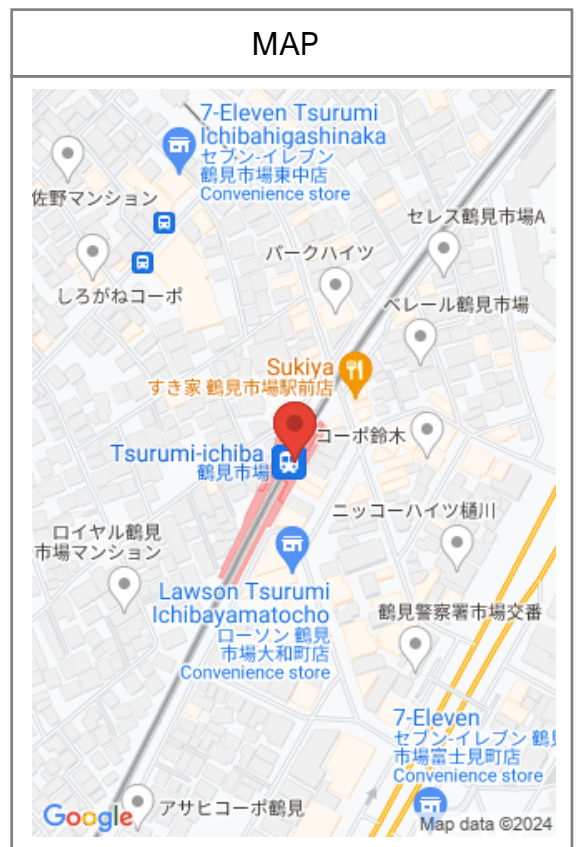 MAP
7-Eleven Tsurumi
Ichibahigashinaka
セブン-イレブン
鶴見市場東中店
Convenience store
佐野マンション
セレス鶴見市場A
パークハイツ
しろがねコーポ
ベレール鶴見市場
Sukiya
すき家 鶴見市場駅前店
コーポ鈴木
Tsurumi-ichiba
鶴見市場
ニッコーハイツ樋川
ロイヤル鶴見
市場マンション
Lawson Tsurumi
Ichibayamatocho
ローソン 鶴見
市場大和町店
Convenience store
鶴見警察署市場交番
7-Eleven
セブン-イレブン 鶴見
市場富士見町店
Convenience store
アサヒコーポ鶴見
Google
Map data ©2024